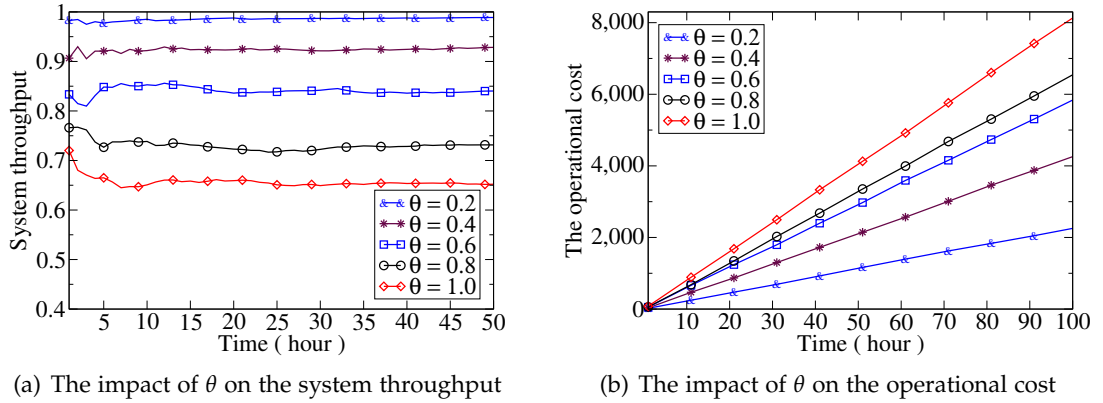 1
0.9
0.8
0.7
0.6
0.5
0.4
System throughput
5 10 15 20 25 30 35 40 45 50
Time ( hour )
θ = 0.2
θ = 0.4
θ = 0.6
θ = 0.8
θ = 1.0
(a) The impact of θ on the system throughput
8,000
6,000
4,000
2,000
0
The operational cost
10 20 30 40 50 60 70 80 90 100
Time ( hour )
θ = 0.2
θ = 0.4
θ = 0.6
θ = 0.8
θ = 1.0
(b) The impact of θ on the operational cost